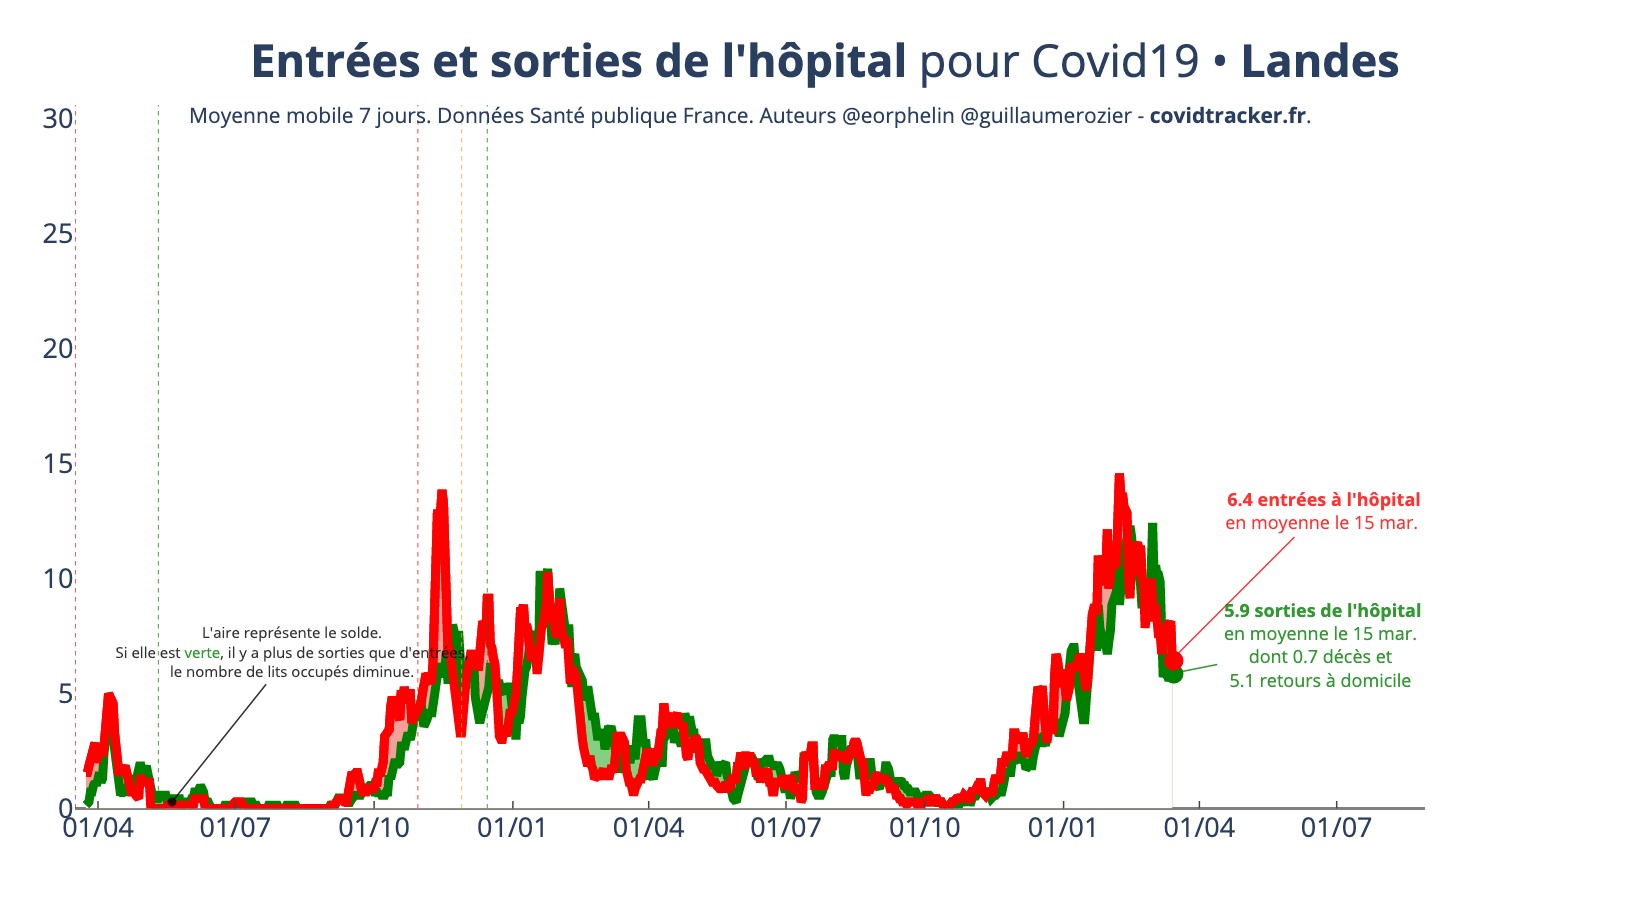 Entrées et sorties de l'hôpital pour Covid19 • Landes
Moyenne mobile 7 jours. Données Santé publique France. Auteurs @eorphelin @guillaumerozier - covidtracker.fr.
30
25
20
15
10
5
0
6.4 entrées à l'hôpital
en moyenne le 15 mar.
5.9 sorties de l'hôpital
en moyenne le 15 mar.
dont 0.7 décès et
5.1 retours à domicile
L'aire représente le solde.
Si elle est verte, il y a plus de sorties que d'entrées,
le nombre de lits occupés diminue.
01/04 01/07 01/10 01/01 01/04 01/07 01/10 01/01 01/04 01/07